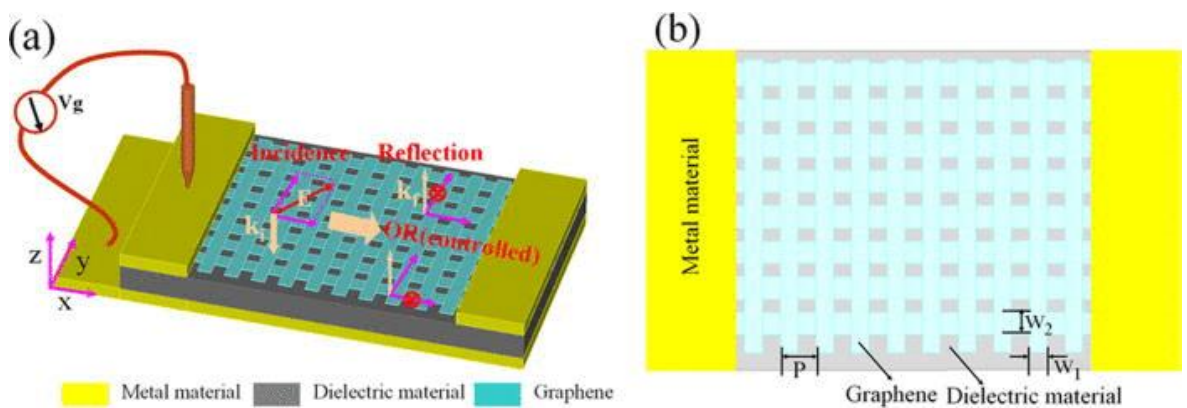 (a)
Vg
Incidence
Reflection
E
ki
kr
OR(controlled)
z
y
x
Metal material
Dielectric material
Graphene
(b)
Metal material
W2
P
W1
Graphene
Dielectric material